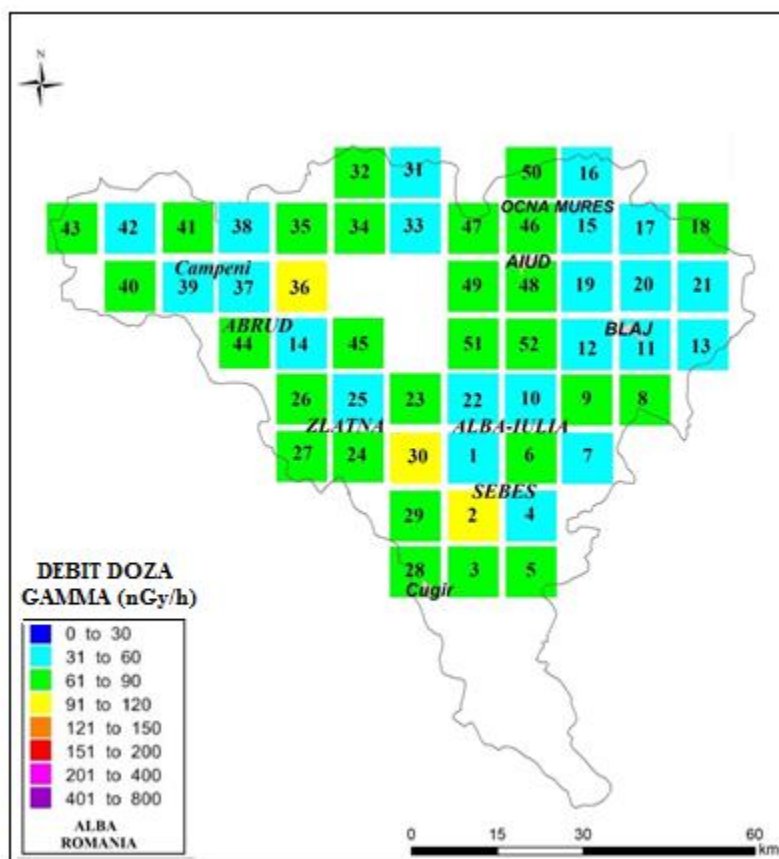 N
32 31 50 16
OCNA MURES
43 42 41 38 35 34 33 47 46 15 17 18
Campeni AIUD
40 39 37 36 49 48 19 20 21
ABRUD BLAJ
44 14 45 51 52 12 11 13
26 25 23 22 10 9 8
ZLATNA ALBA-IULIA
27 24 30 1 6 7
SEBES
29 2 4
28 3 5
Cugir
DEBIT DOZA
GAMMA (nGy/h)
0 to 30
31 to 60
61 to 90
91 to 120
121 to 150
151 to 200
201 to 400
401 to 800
ALBA
ROMANIA
0 15 30 60
km